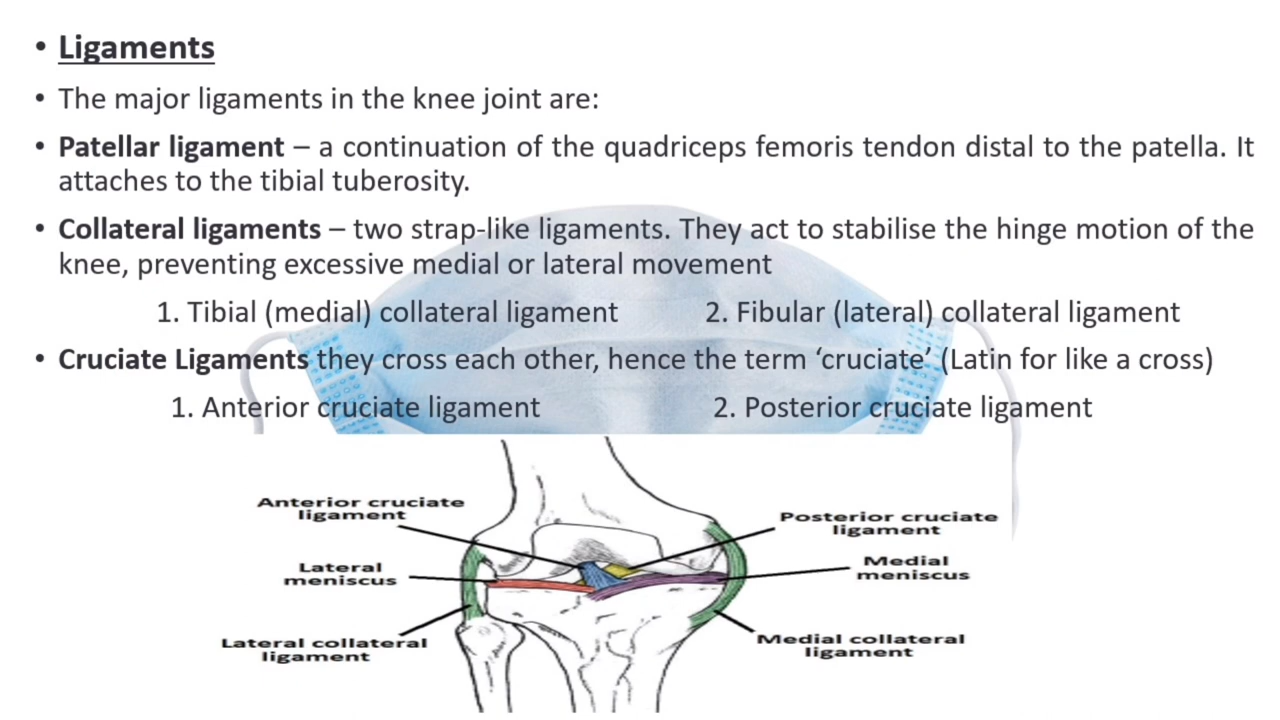 • Ligaments
• The major ligaments in the knee joint are:
• Patellar ligament – a continuation of the quadriceps femoris tendon distal to the patella. It
attaches to the tibial tuberosity.
• Collateral ligaments – two strap-like ligaments. They act to stabilise the hinge motion of the
knee, preventing excessive medial or lateral movement
1. Tibial (medial) collateral ligament 2. Fibular (lateral) collateral ligament
• Cruciate Ligaments they cross each other, hence the term ‘cruciate’ (Latin for like a cross)
1. Anterior cruciate ligament 2. Posterior cruciate ligament
Anterior cruciate
ligament
Posterior cruciate
ligament
Lateral
meniscus
Medial
meniscus
Lateral collateral
ligament
Medial collateral
ligament